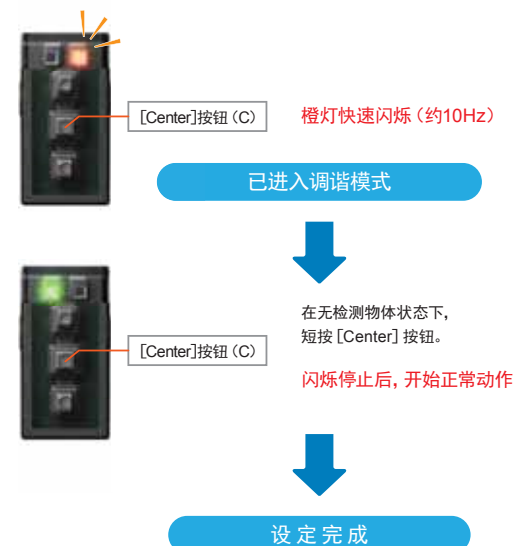 [Center]按钮（C）
橙灯快速闪烁（约10Hz）
已进入调谐模式
在无检测物体状态下，
短按［Center］按钮。
[Center]按钮（C）
闪烁停止后，开始正常动作
设定完成